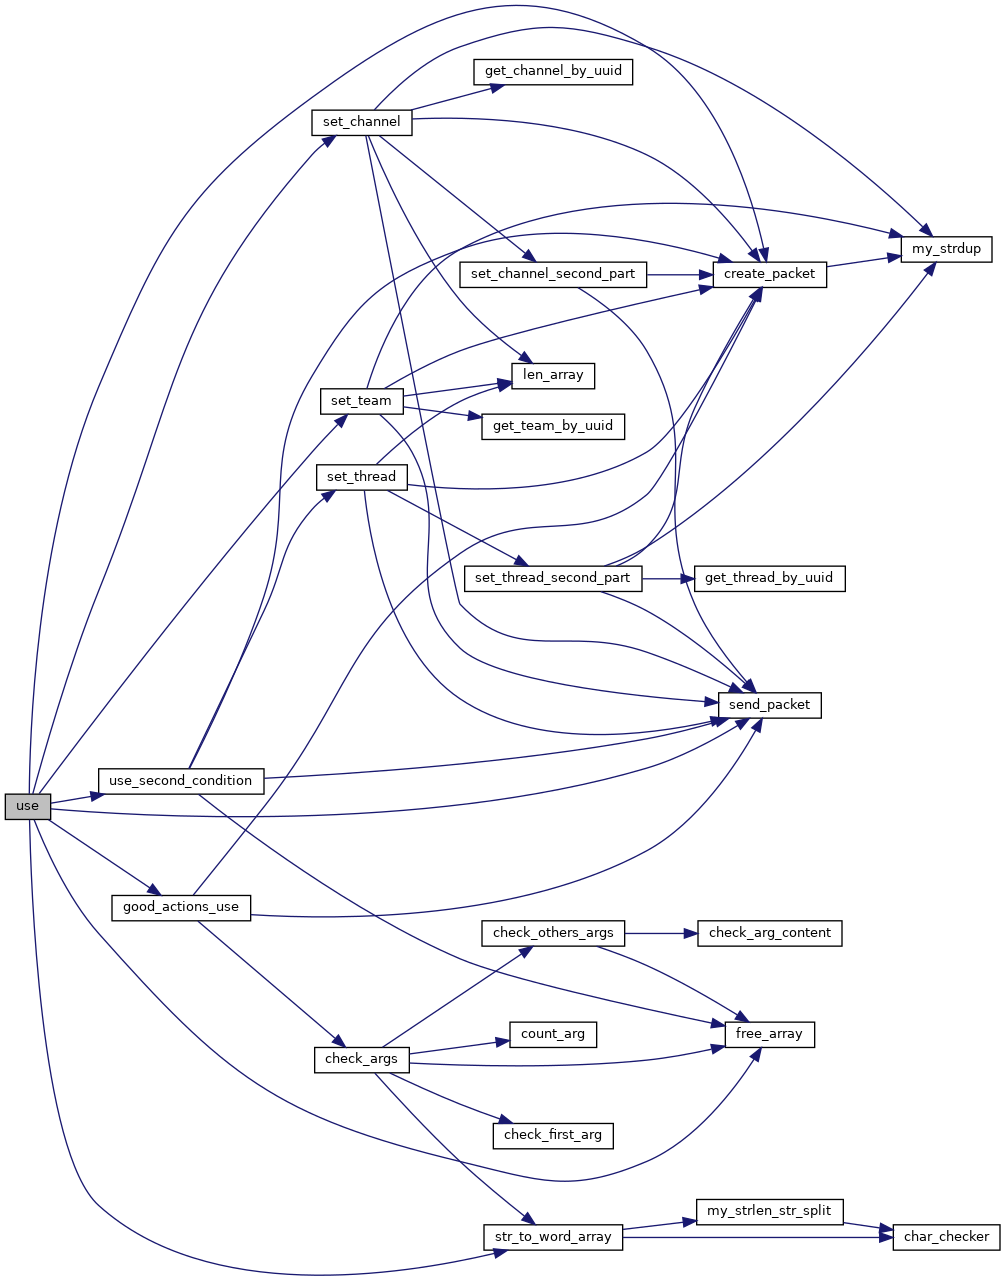 get_channel_by_uuid
set_channel
my_strdup
set_channel_second_part
create_packet
len_array
set_team
get_team_by_uuid
set_thread
set_thread_second_part
get_thread_by_uuid
send_packet
use_second_condition
use
good_actions_use
check_others_args
check_arg_content
count_arg
free_array
check_args
check_first_arg
my_strlen_str_split
str_to_word_array
char_checker